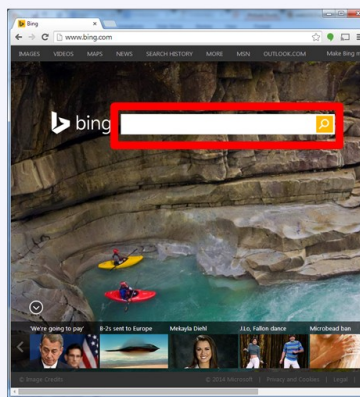 Bing
www.bing.com
IMAGES VIDEOS MAPS NEWS SEARCH HISTORY MORE MSN OUTLOOK.COM Make Bing m
bing
'We're going to pay' B-2s sent to Europe Mekayla Diehl J.Lo, Fallon dance Microbead ban
© Image Credits © 2014 Microsoft | Privacy and Cookies | Legal |